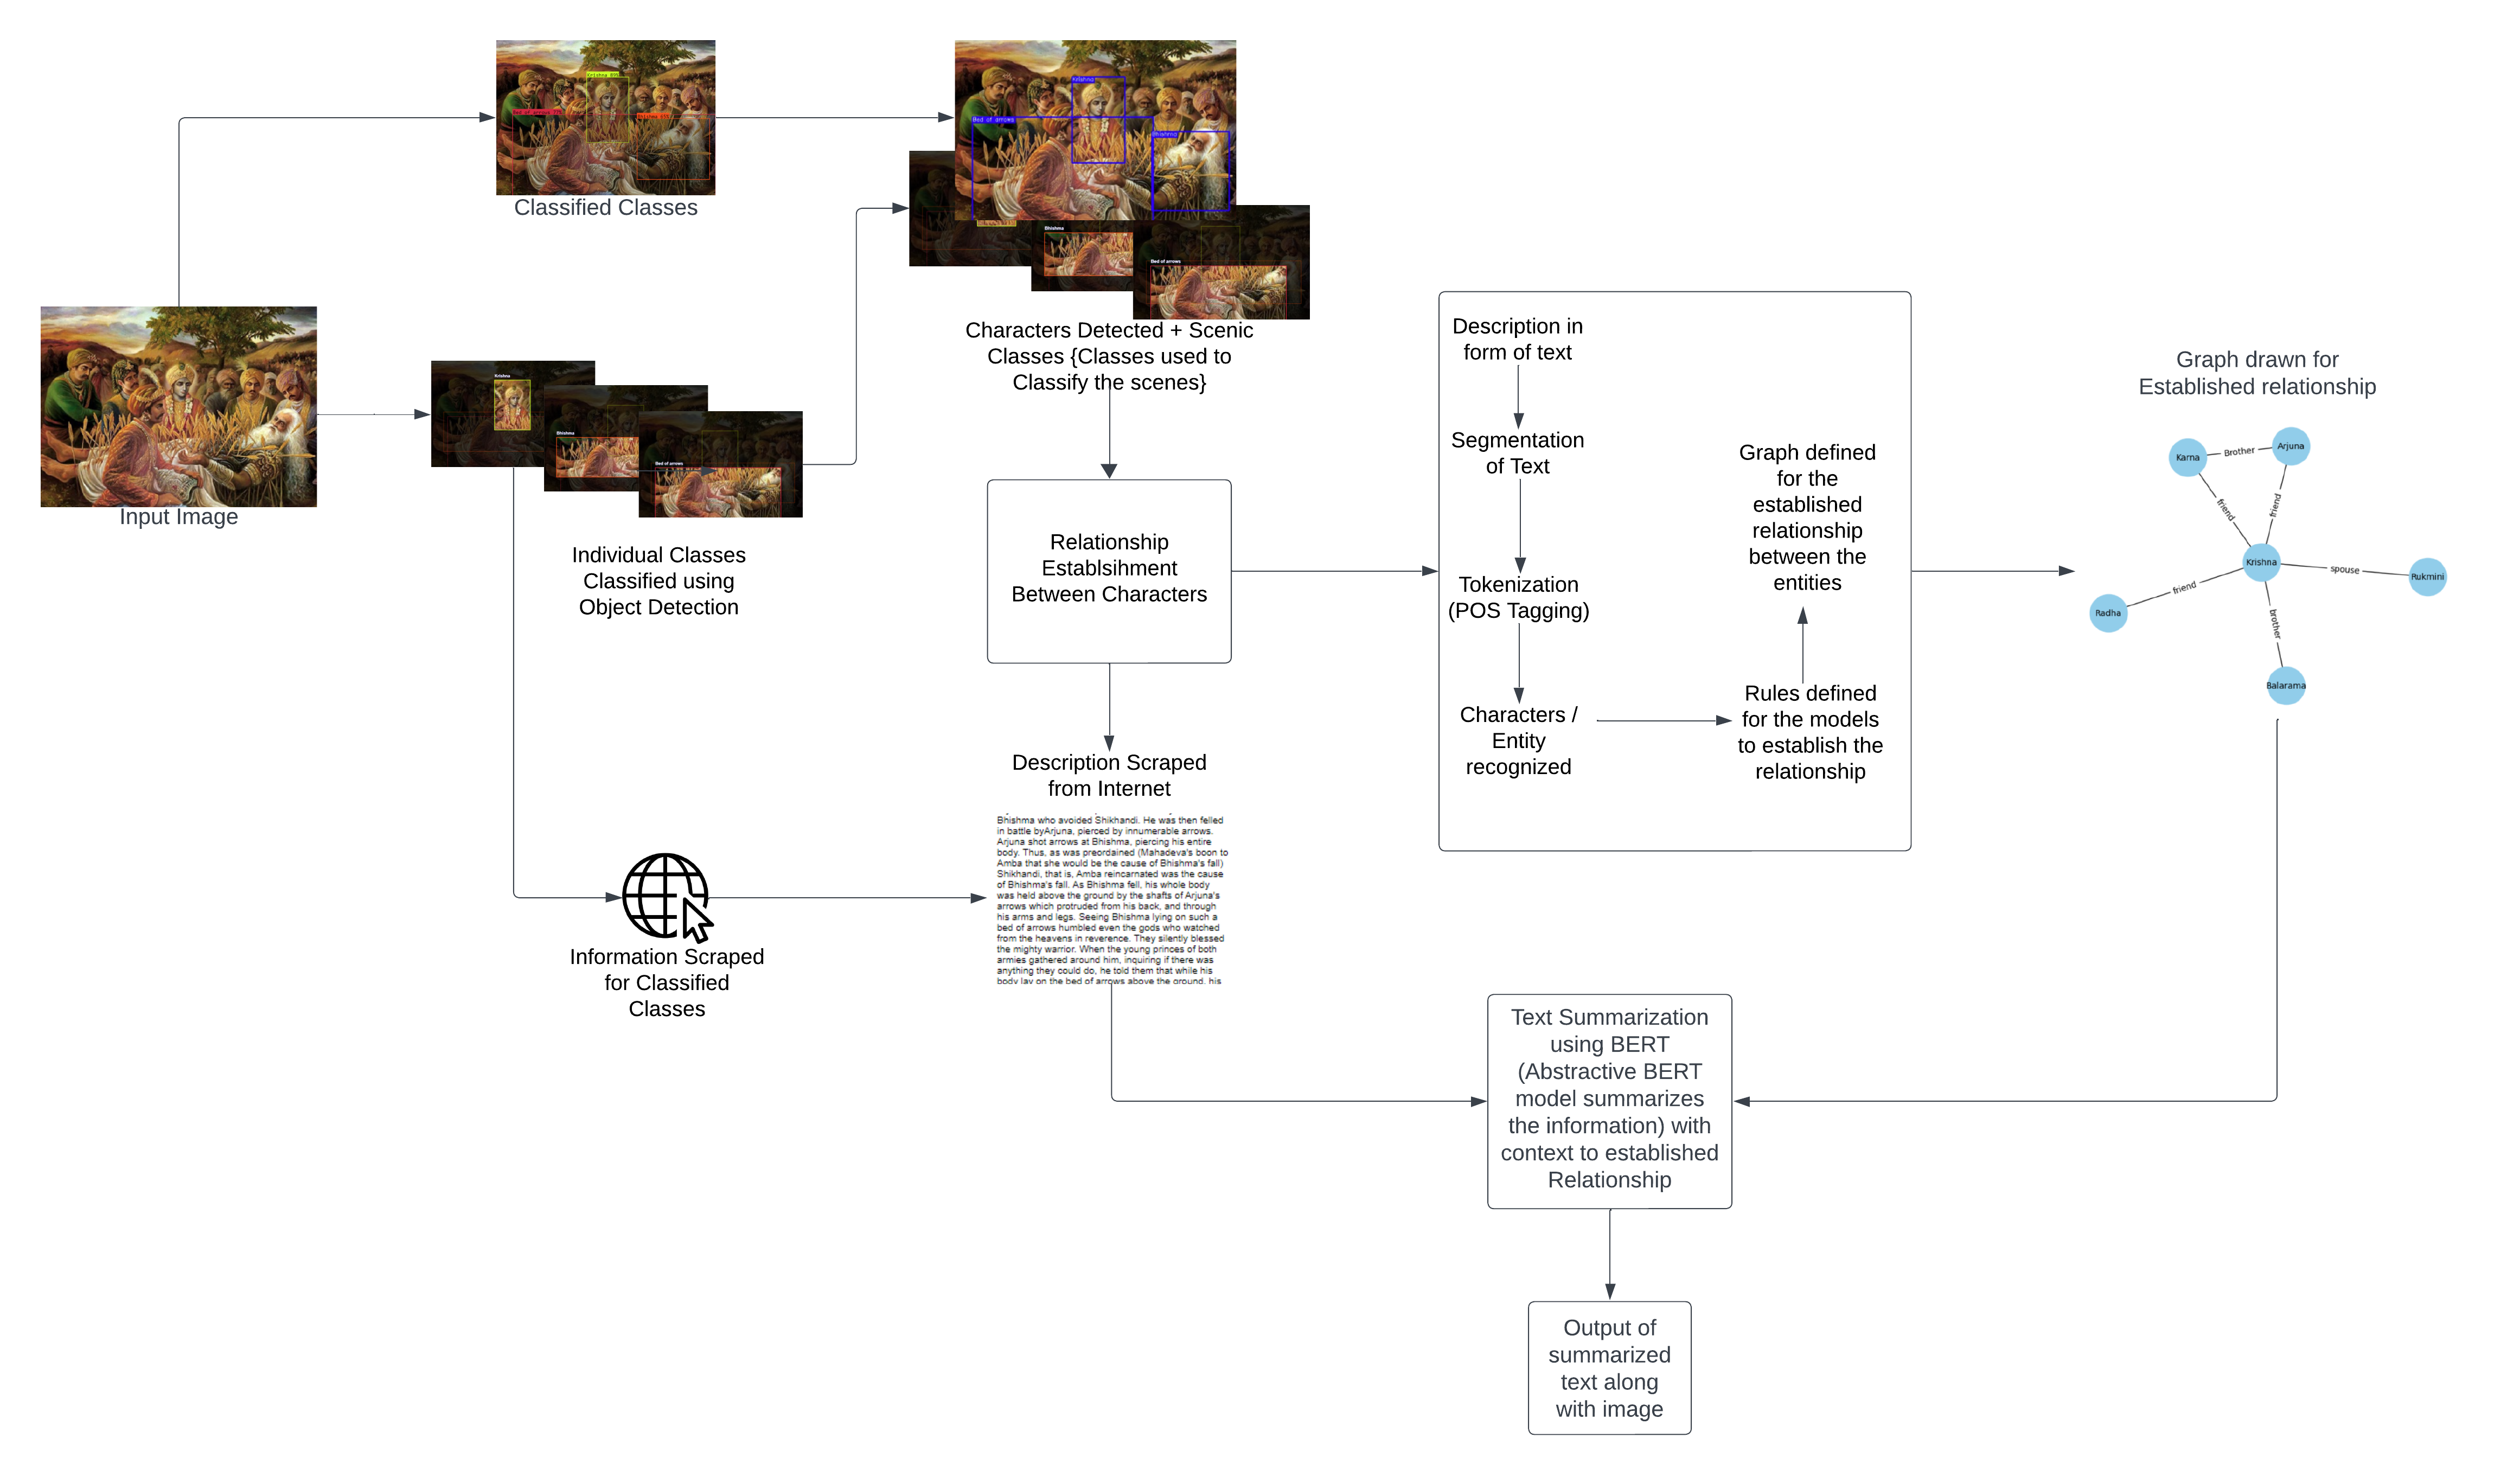 Krishna 89%
Classified Classes
Krishna
Bed of arrows
Bhishma
Bhishma
Bed of arrows
Characters Detected + Scenic
Classes {Classes used to
Classify the scenes}
Input Image
Krishna
Bhishma
Bed of arrows
Individual Classes
Classified using
Object Detection
Relationship
Establsihment
Between Characters
Description Scraped
from Internet
Bhishma who avoided Shikhandi. He was then felled
in battle byArjuna, pierced by innumerable arrows.
Arjuna shot arrows at Bhishma, piercing his entire
body. Thus, as was preordained (Mahadeva's boon to
Amba that she would be the cause of Bhishma's fall)
Shikhandi, that is, Amba reincarnated was the cause
of Bhishma's fall. As Bhishma fell, his whole body
was held above the ground by the shafts of Arjuna's
arrows which protruded from his back, and through
his arms and legs. Seeing Bhishma lying on such a
bed of arrows humbled even the gods who watched
from the heavens in reverence. They silently blessed
the mighty warrior. When the young princes of both
armies gathered around him, inquiring if there was
anything they could do, he told them that while his
body lay on the bed of arrows above the ground, his
Information Scraped
for Classified
Classes
Description in
form of text
Segmentation
of Text
Tokenization
(POS Tagging)
Characters /
Entity
recognized
Rules defined
for the models
to establish the
relationship
Graph defined
for the
established
relationship
between the
entities
Graph drawn for
Established relationship
Karna
Brother
Arjuna
friend
friend
Krishna
spouse
Rukmini
friend
Radha
brother
Balarama
Text Summarization
using BERT
(Abstractive BERT
model summarizes
the information) with
context to established
Relationship
Output of
summarized
text along
with image